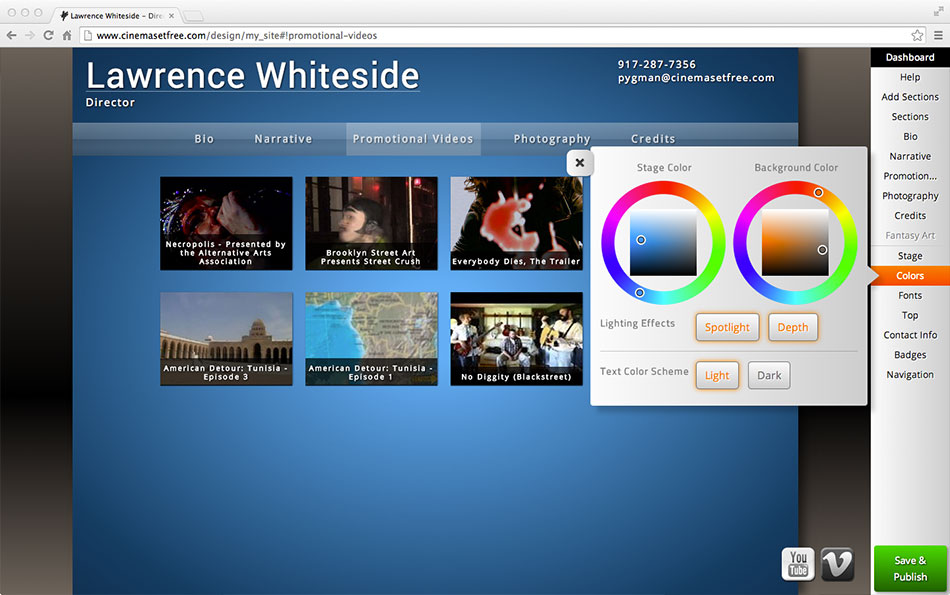 Lawrence Whiteside – Dire
www.cinemasetfree.com/design/my_site#!promotional-videos
Lawrence Whiteside
Director
917-287-7356
pygman@cinemasetfree.com
Bio
Narrative
Promotional Videos
Photography
Credits
Necropolis - Presented by
the Alternative Arts
Association
Brooklyn Street Art
Presents Street Crush
Everybody Dies, The Trailer
American Detour: Tunisia -
Episode 3
American Detour: Tunisia -
Episode 1
No Diggity (Blackstreet)
Stage Color
Background Color
Lighting Effects
Spotlight
Depth
Text Color Scheme
Light
Dark
Dashboard
Help
Add Sections
Sections
Bio
Narrative
Promotion...
Photography
Credits
Fantasy Art
Stage
Colors
Fonts
Top
Contact Info
Badges
Navigation
You
Tube
Save &
Publish